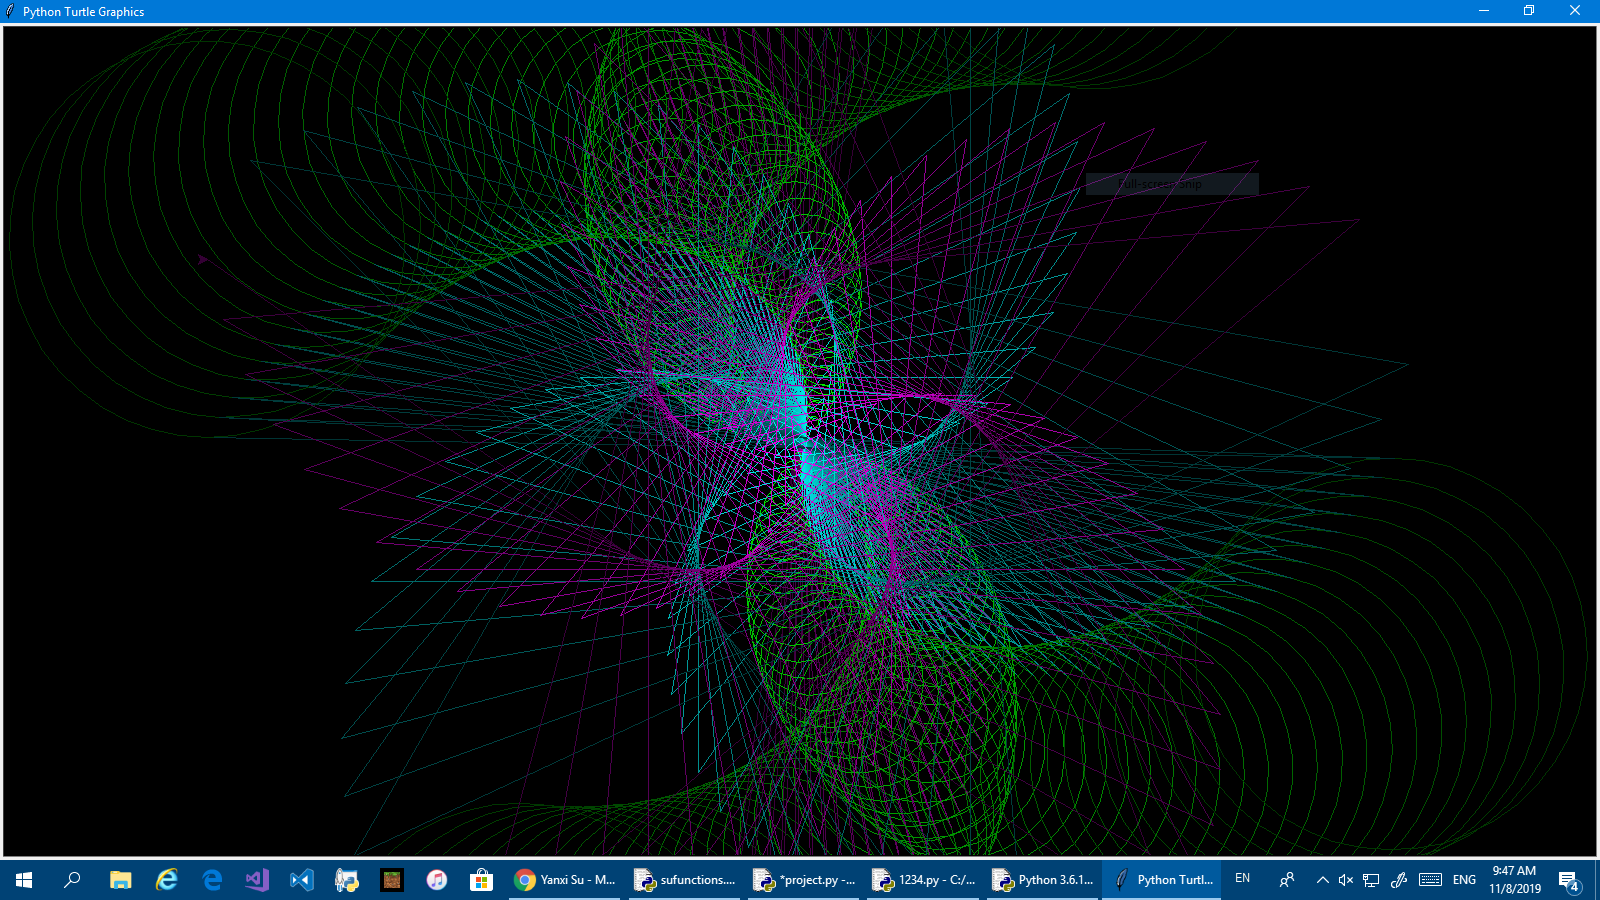 Python Turtle Graphics
Full-screen Snip
Yanxi Su - M...
sufunctions....
*project.py -...
1234.py - C:/...
Python 3.6.1...
Python Turtl...
EN
ENG
9:47 AM
11/8/2019
4